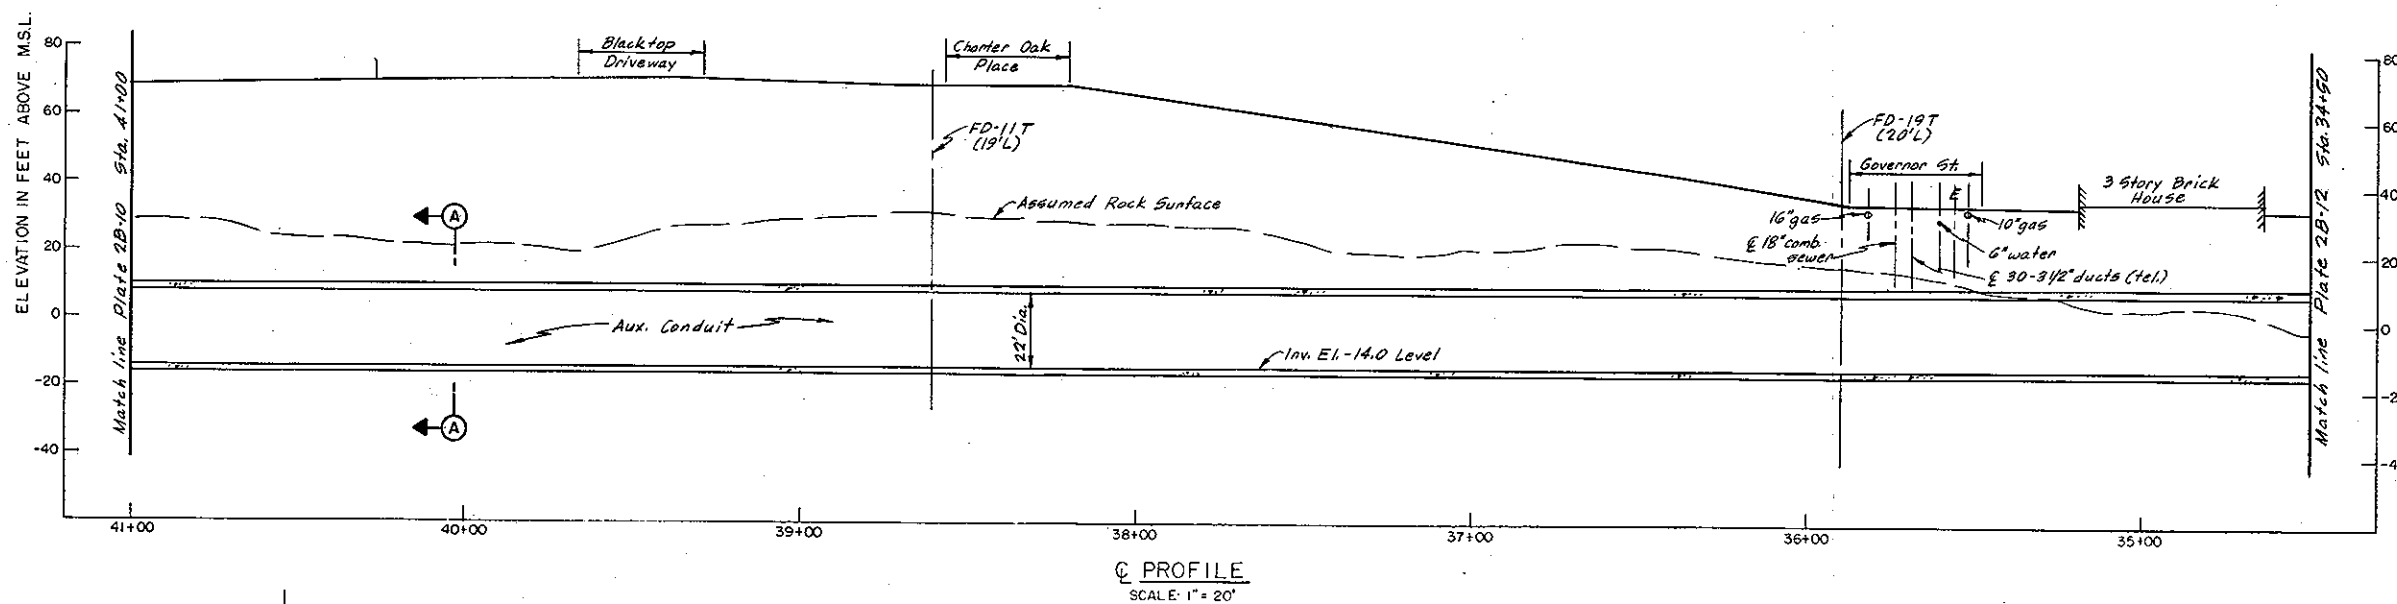 ELEVATION IN FEET ABOVE M.S.L.
80
60
40
20
0
-20
-40
Match line Plate 2B-10 Sta. 41+00
Blacktop
Driveway
Charter Oak
Place
FD-11T
(19'L)
Assumed Rock Surface
A
A
Aux. Conduit
22' Dia.
Inv. El. -14.0 Level
FD-19T
(20'L)
Governor St.
16" gas
℄ 18" comb.
sewer
E
10" gas
6" water
℄ 30-3 1/2" ducts (tel.)
3 Story Brick
House
Match line Plate 2B-12 Sta. 34+50
80
60
40
20
0
-2
-4
41+00
40+00
39+00
38+00
37+00
36+00
35+00
℄ PROFILE
SCALE: 1" = 20'